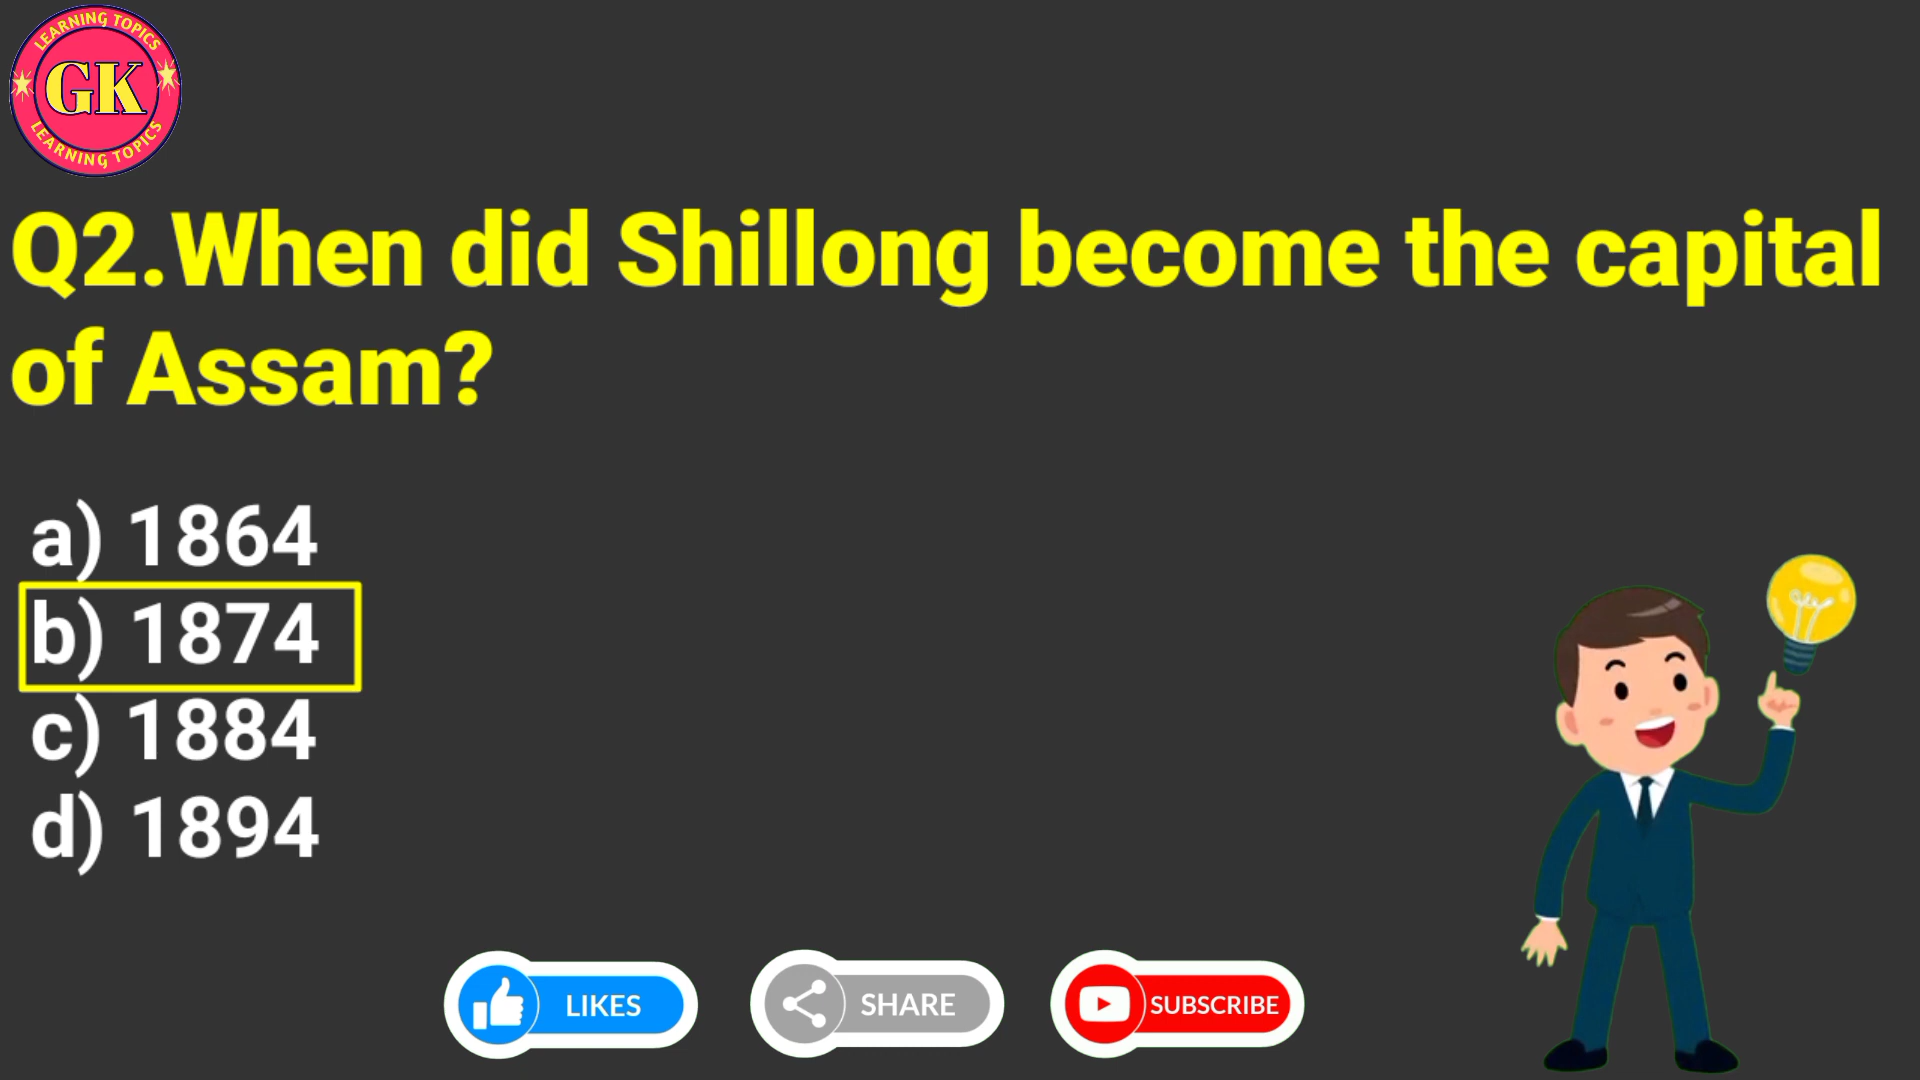 LEARNING TOPICS
GK
LEARNING TOPICS
Q2.When did Shillong become the capital
of Assam?
a) 1864
b) 1874
c) 1884
d) 1894
LIKES
SHARE
SUBSCRIBE